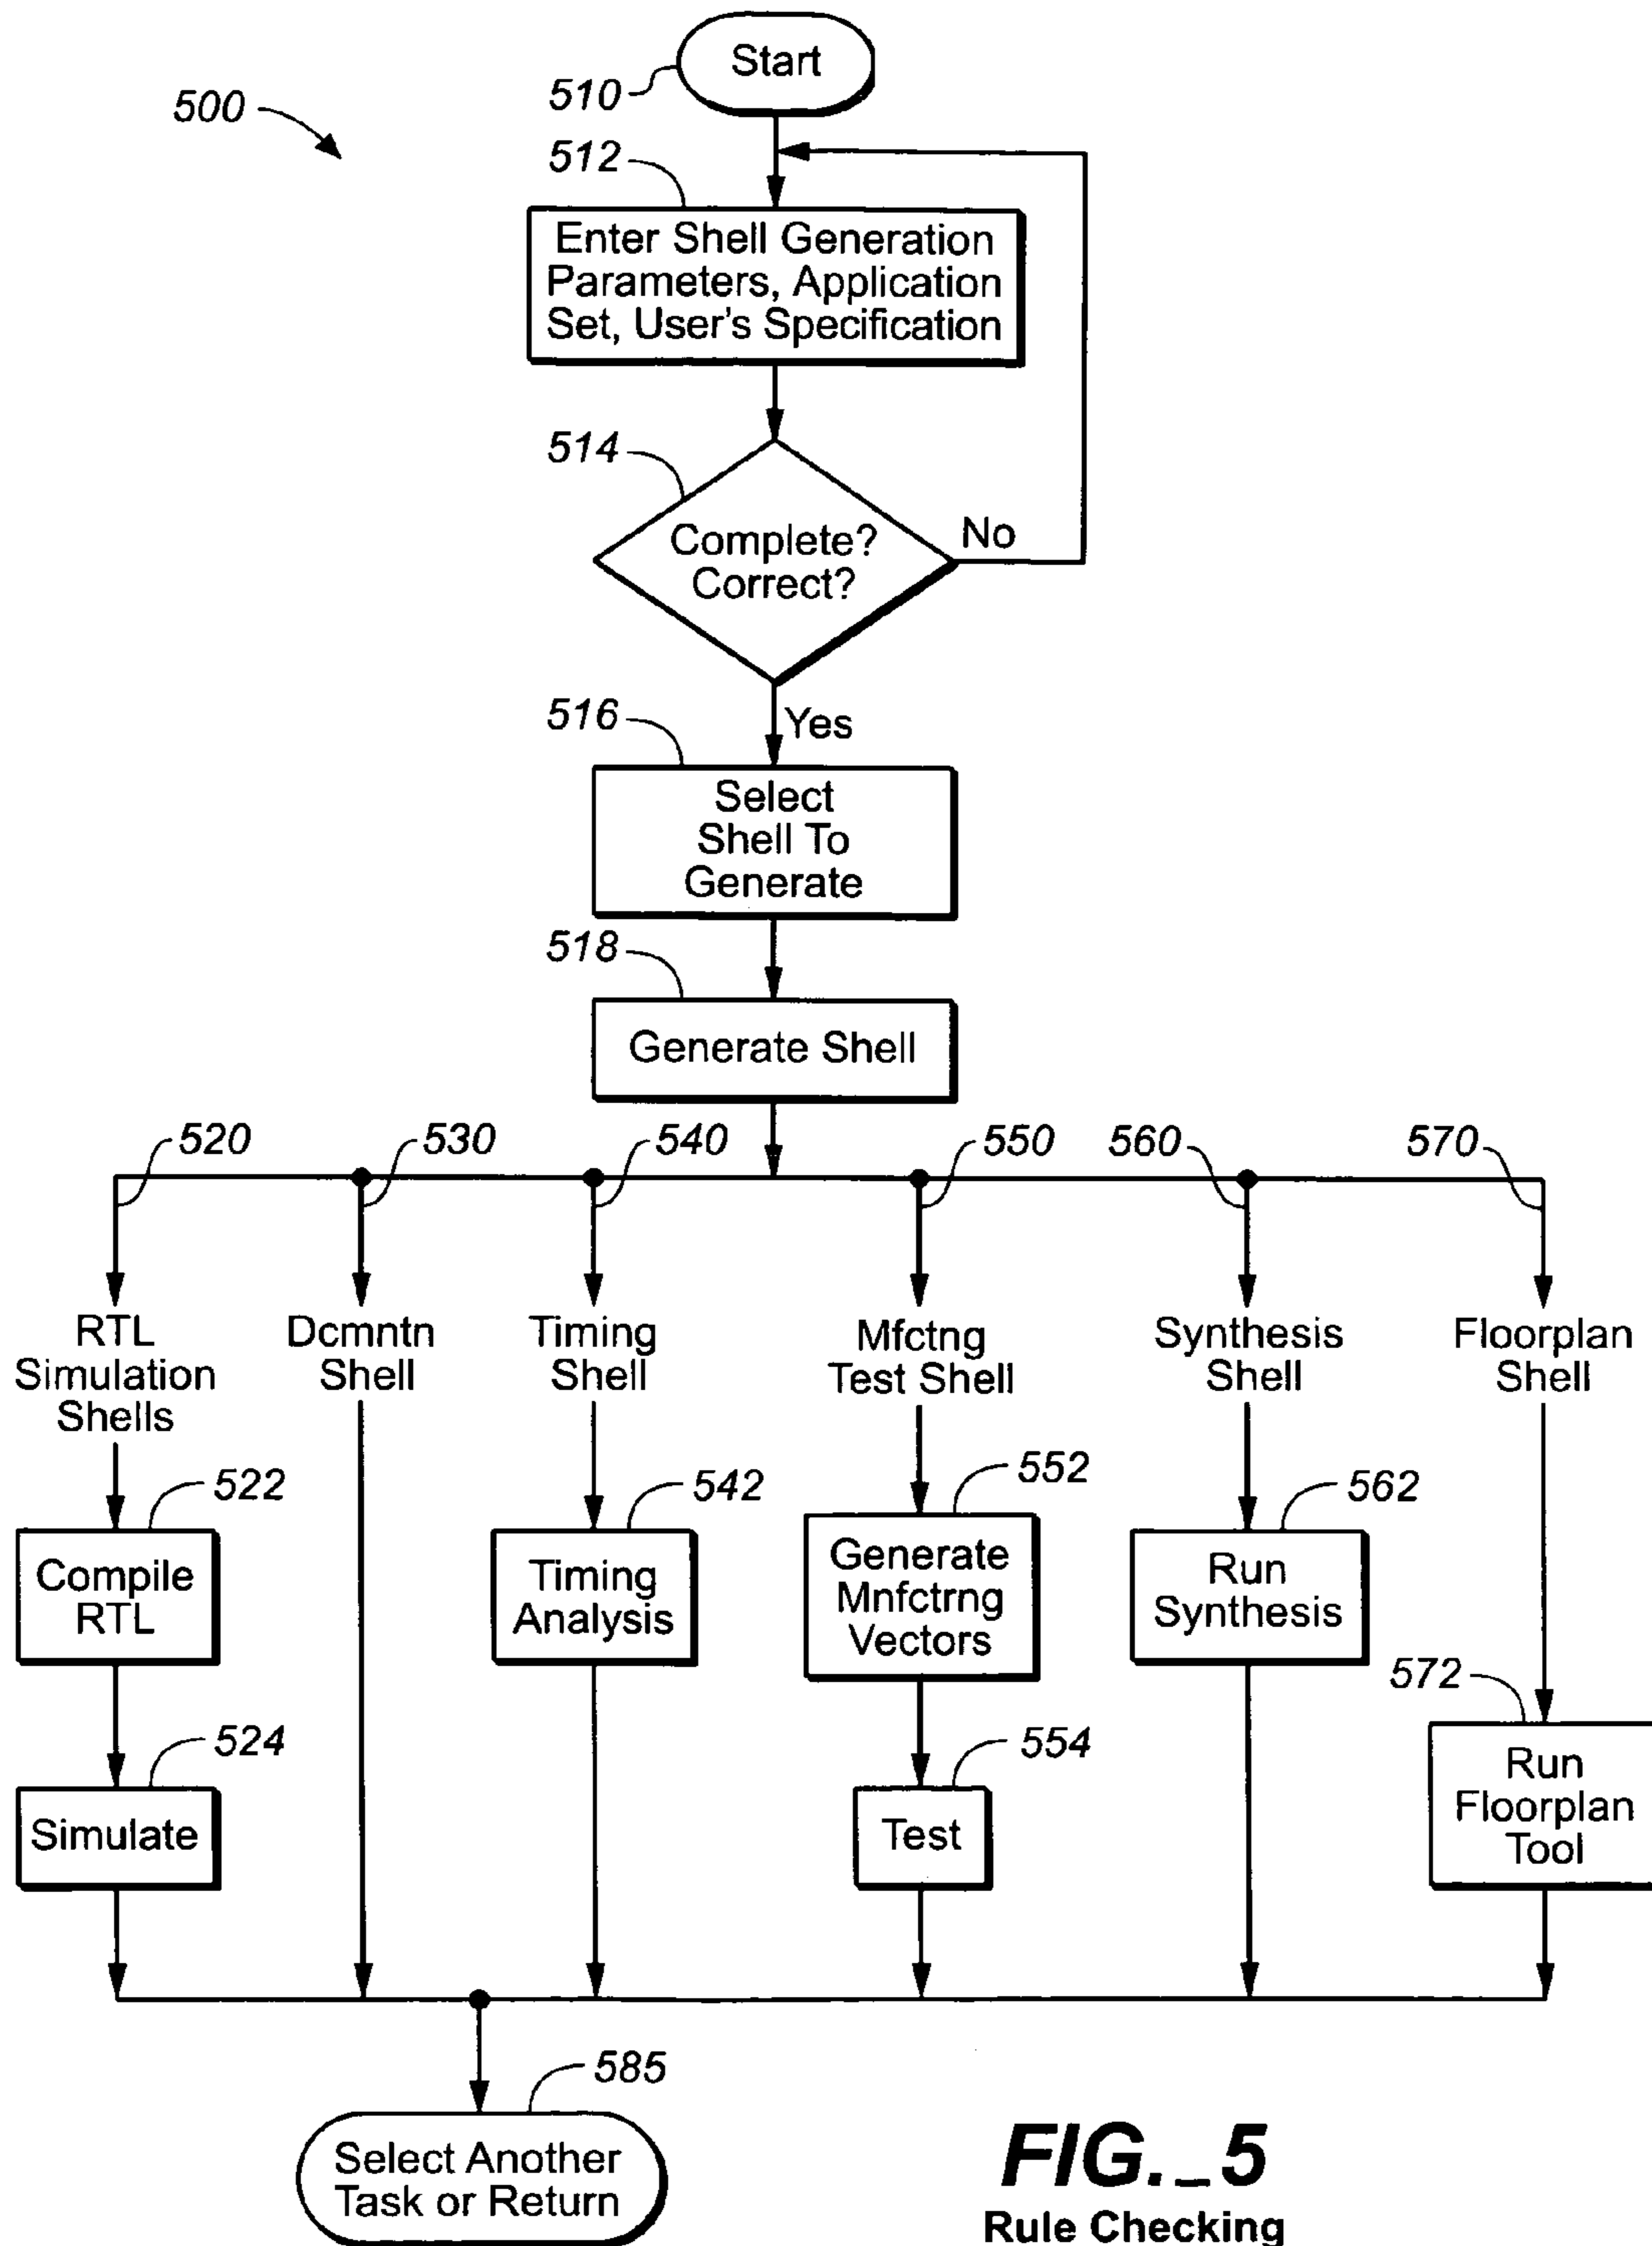 Start
510
500
512
Enter Shell Generation
Parameters, Application
Set, User's Specification
514
Complete?
Correct?
No
Yes
516
Select
Shell To
Generate
518
Generate Shell
520
530
540
550
560
570
RTL
Simulation
Shells
Dcmntn
Shell
Timing
Shell
Mfctng
Test Shell
Synthesis
Shell
Floorplan
Shell
522
Compile
RTL
542
Timing
Analysis
552
Generate
Mnfctrng
Vectors
562
Run
Synthesis
572
Run
Floorplan
Tool
524
Simulate
554
Test
585
Select Another
Task or Return
FIG._5
Rule Checking